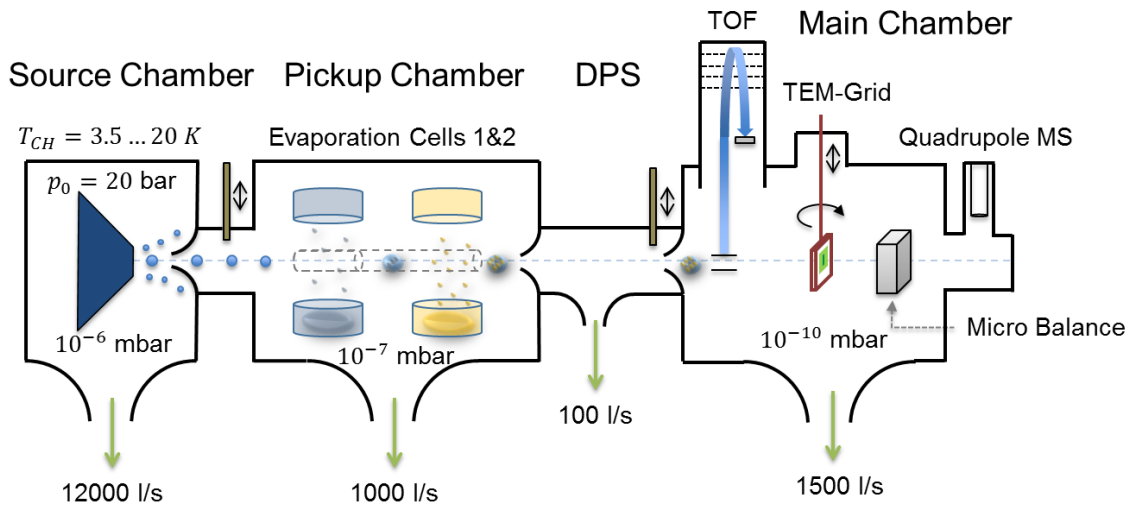 TOF
Main Chamber
Source Chamber
Pickup Chamber
DPS
TEM-Grid
T_CH = 3.5 … 20 K
Evaporation Cells 1&2
Quadrupole MS
p₀ = 20 bar
10⁻⁶ mbar
10⁻⁷ mbar
10⁻¹⁰ mbar
Micro Balance
100 l/s
12000 l/s
1000 l/s
1500 l/s